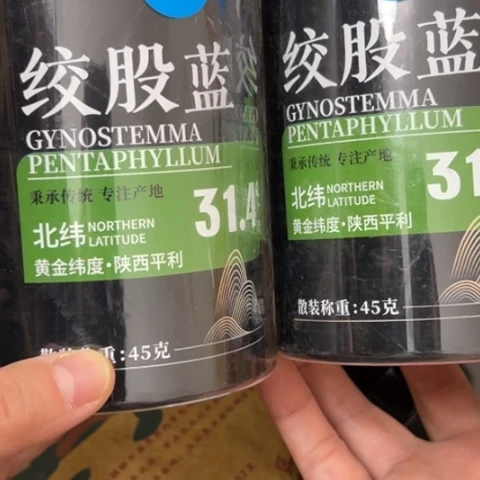 绞股蓝
GYNOSTEMMA
PENTAPHYLLUM
秉承传统 专注产地
北纬 NORTHERN LATITUDE
31.4°
黄金纬度·陕西平利
散装称重:45克
绞股蓝
GYNOSTEMMA
PENTAPHYLLUM
秉承传统 专注产地
北纬 NORTHERN LATITUDE
31
黄金纬度·陕西平利
散装称重:45克